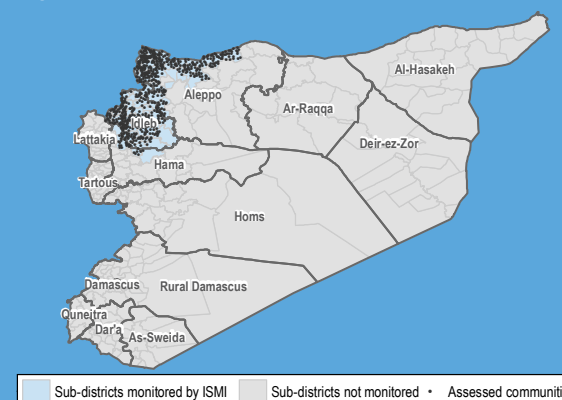 Al-Hasakeh
Aleppo
Ar-Raqqa
Idleb
Lattakia
Deir-ez-Zor
Hama
Tartous
Homs
Damascus
Rural Damascus
Quneitra
Dar'a
As-Sweida
Sub-districts monitored by ISMI
Sub-districts not monitored
Assessed communiti